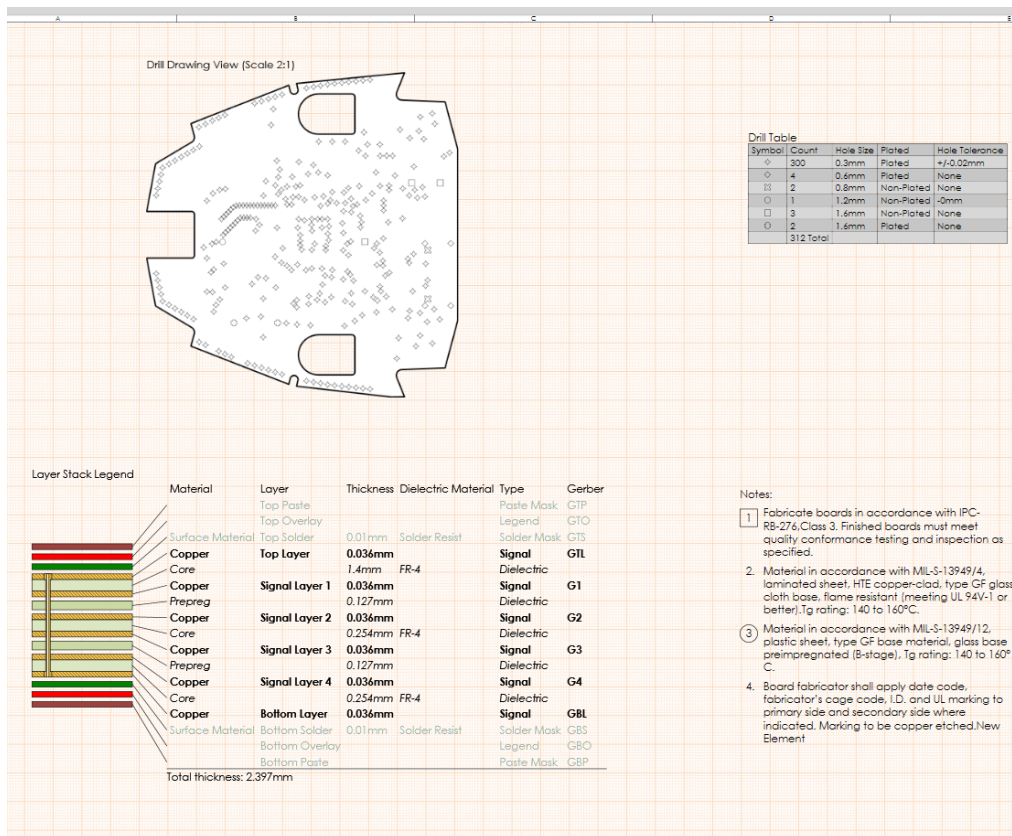 A B C D E
Drill Drawing View (Scale 2:1)
Drill Table
Symbol Count Hole Size Plated Hole Tolerance
300 0.3mm Plated +/-0.02mm
4 0.6mm Plated None
2 0.8mm Non-Plated None
1 1.2mm Non-Plated -0mm
3 1.6mm Non-Plated None
2 1.6mm Plated None
312 Total
Layer Stack Legend
Material Layer Thickness Dielectric Material Type Gerber
Top Paste Paste Mask GTP
Top Overlay Legend GTO
Surface Material Top Solder 0.01mm Solder Resist Solder Mask GTS
Copper Top Layer 0.036mm Signal GTL
Core 1.4mm FR-4 Dielectric
Copper Signal Layer 1 0.036mm Signal G1
Prepreg 0.127mm Dielectric
Copper Signal Layer 2 0.036mm Signal G2
Core 0.254mm FR-4 Dielectric
Copper Signal Layer 3 0.036mm Signal G3
Prepreg 0.127mm Dielectric
Copper Signal Layer 4 0.036mm Signal G4
Core 0.254mm FR-4 Dielectric
Copper Bottom Layer 0.036mm Signal GBL
Surface Material Bottom Solder 0.01mm Solder Resist Solder Mask GBS
Bottom Overlay Legend GBO
Bottom Paste Paste Mask GBP
Total thickness: 2.397mm
Notes:
1 Fabricate boards in accordance with IPC-
RB-276,Class 3. Finished boards must meet
quality conformance testing and inspection as
specified.
2. Material in accordance with MIL-S-13949/4,
laminated sheet, HTE copper-clad, type GF glass
cloth base, flame resistant (meeting UL 94V-1 or
better).Tg rating: 140 to 160°C.
3 Material in accordance with MIL-S-13949/12,
plastic sheet, type GF base material, glass base
preimpregnated (B-stage), Tg rating: 140 to 160°
C.
4. Board fabricator shall apply date code,
fabricator's cage code, I.D. and UL marking to
primary side and secondary side where
indicated. Marking to be copper etched.New
Element